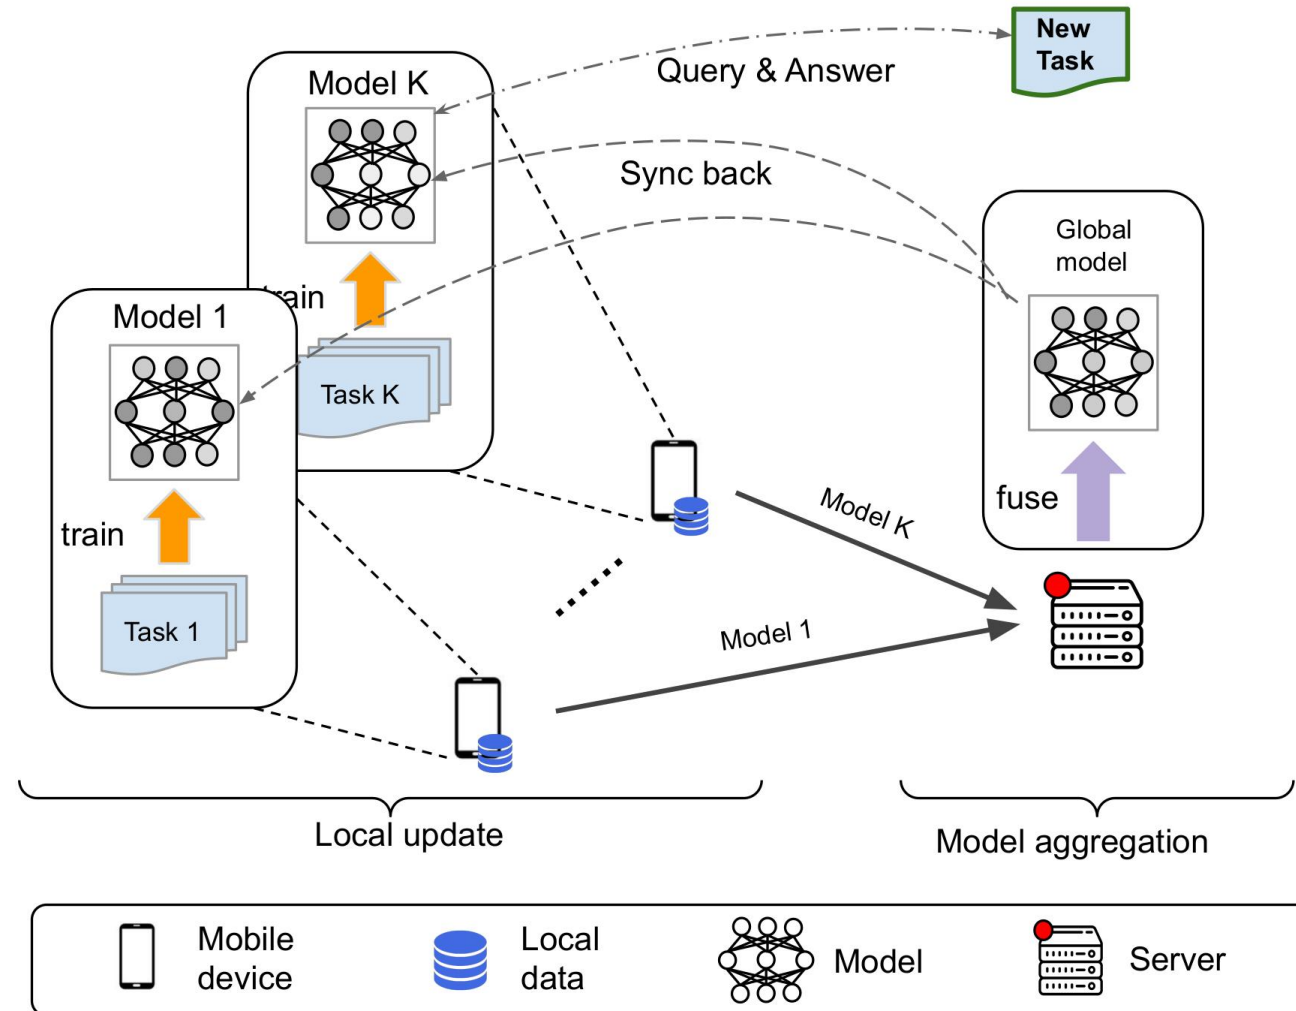 New
Task
Query & Answer
Model K
Sync back
Global
model
train
Model 1
Task K
train
Task 1
fuse
Model K
Model 1
Local update
Model aggregation
Mobile
device
Local
data
Model
Server